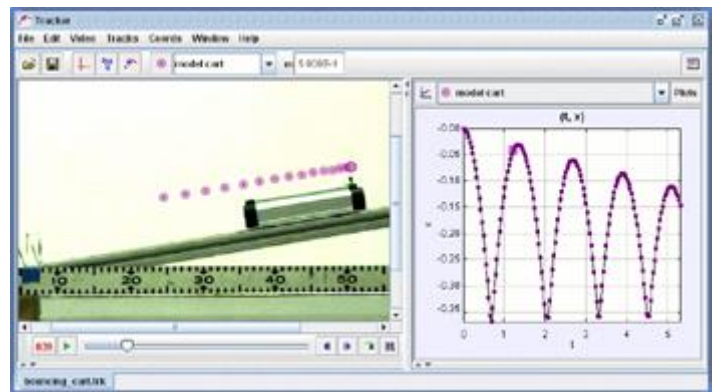 Tracker
File Edit Video Tracks Coords Window Help
model cart
m
model cart
Plots
(t, x)
-0.00
-0.05
-0.10
-0.15
-0.20
-0.25
-0.30
-0.35
x
0 1 2 3 4 5
t
10 20 30 40 50
bouncing_cart.trk